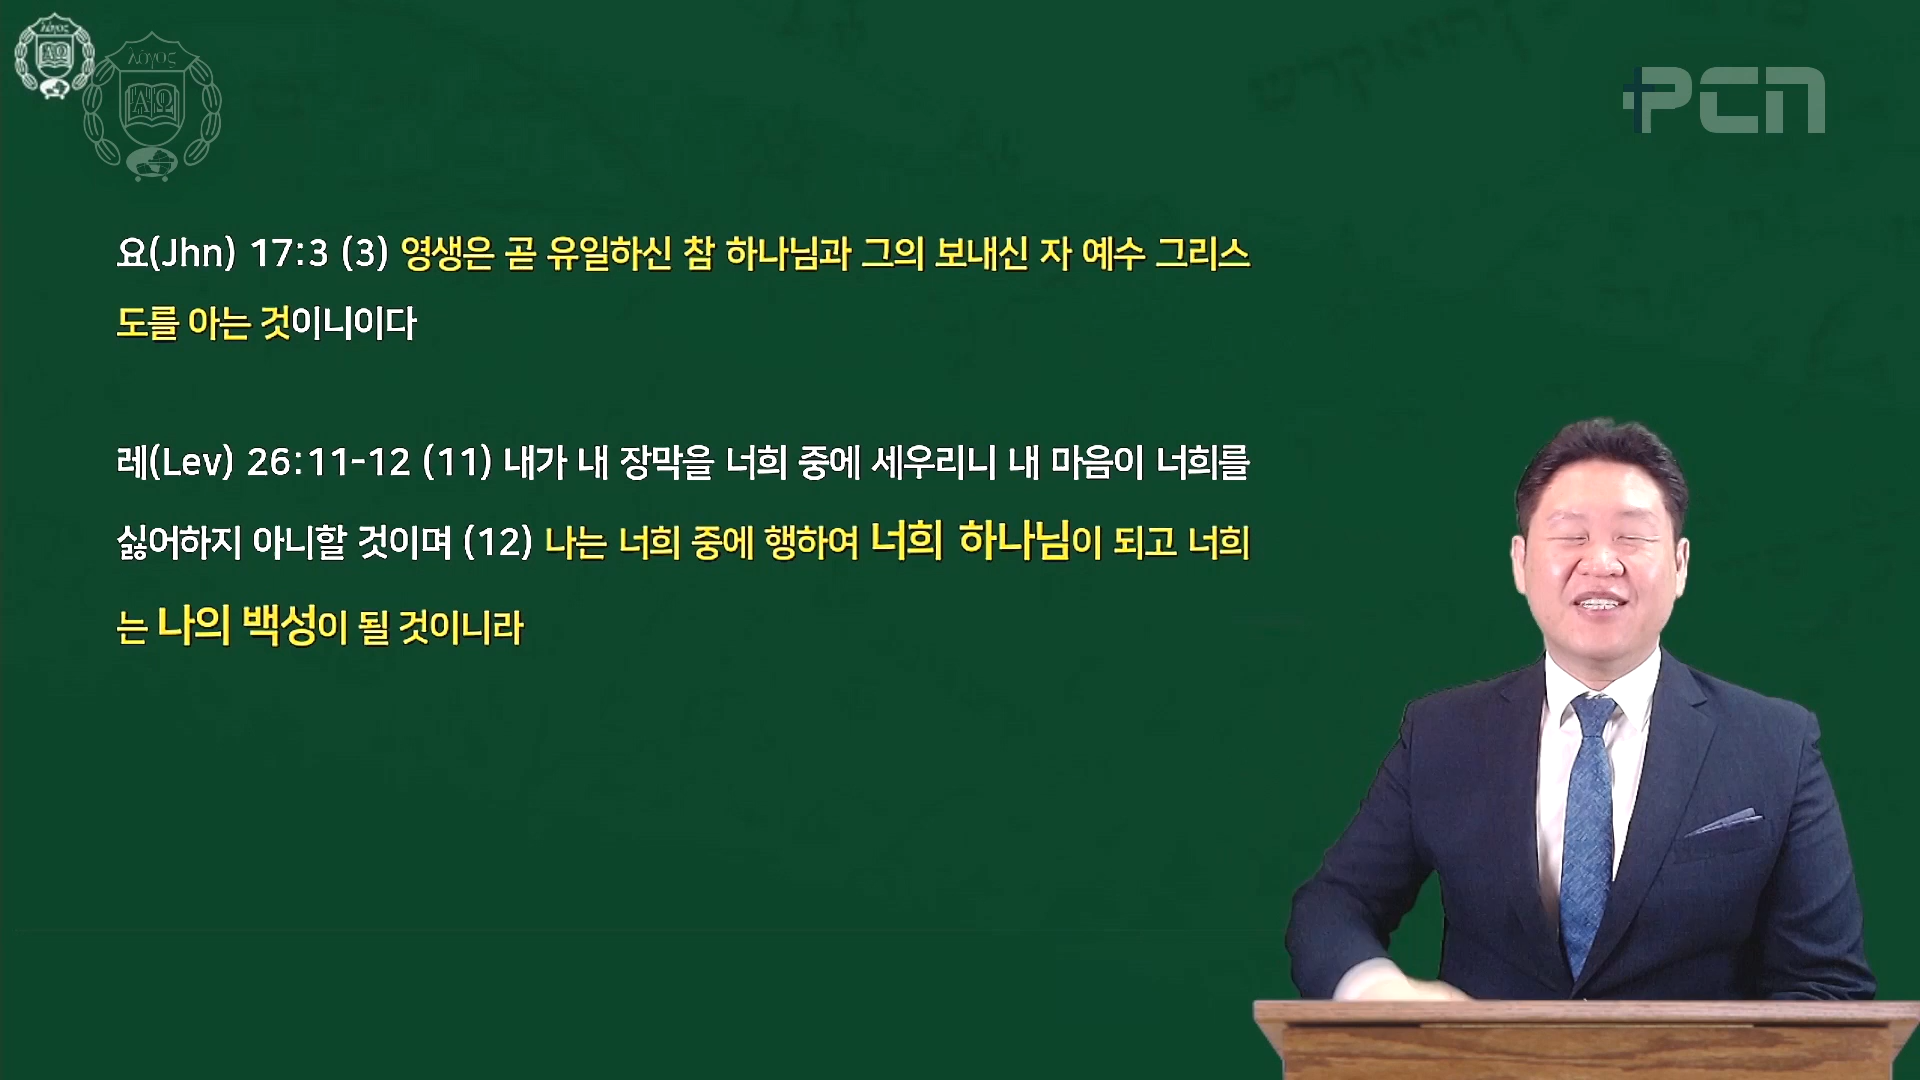 λόγος
ΑΩ
λόγος
ΑΩ
PCN
요(Jhn) 17:3 (3) 영생은 곧 유일하신 참 하나님과 그의 보내신 자 예수 그리스
도를 아는 것이니이다
레(Lev) 26:11-12 (11) 내가 내 장막을 너희 중에 세우리니 내 마음이 너희를
싫어하지 아니할 것이며 (12) 나는 너희 중에 행하여 너희 하나님이 되고 너희
는 나의 백성이 될 것이니라